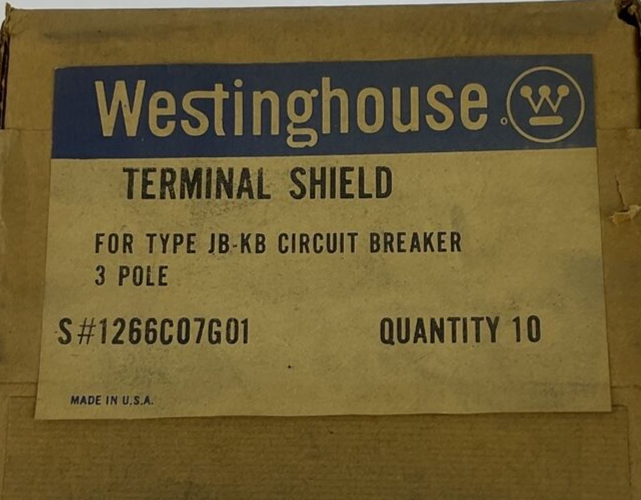 Westinghouse
TERMINAL SHIELD
FOR TYPE JB-KB CIRCUIT BREAKER
3 POLE
S#1266C07G01 QUANTITY 10
MADE IN U.S.A.